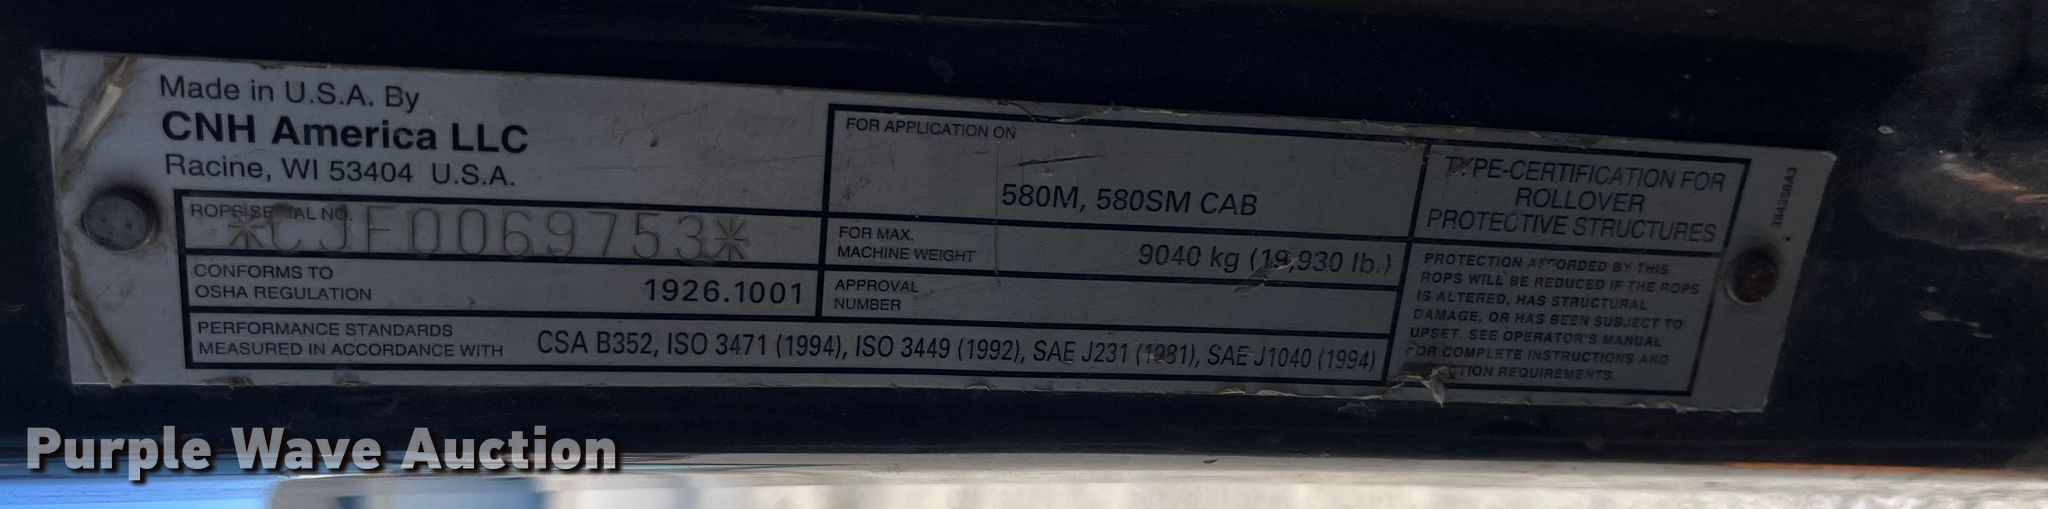 Made in U.S.A. By
CNH America LLC
Racine, WI 53404 U.S.A.
ROPS SERIAL NO.
*CJF0069753*
CONFORMS TO
OSHA REGULATION
1926.1001
PERFORMANCE STANDARDS
MEASURED IN ACCORDANCE WITH
CSA B352, ISO 3471 (1994), ISO 3449 (1992), SAE J231 (1981), SAE J1040 (1994)
FOR APPLICATION ON
580M, 580SM CAB
FOR MAX.
MACHINE WEIGHT
9040 kg (19,930 lb.)
APPROVAL
NUMBER
TYPE-CERTIFICATION FOR
ROLLOVER
PROTECTIVE STRUCTURES
PROTECTION AFFORDED BY THIS
ROPS WILL BE REDUCED IF THE ROPS
IS ALTERED, HAS STRUCTURAL
DAMAGE, OR HAS BEEN SUBJECT TO
UPSET. SEE OPERATOR'S MANUAL
FOR COMPLETE INSTRUCTIONS AND
REQUIREMENTS.
Purple Wave Auction